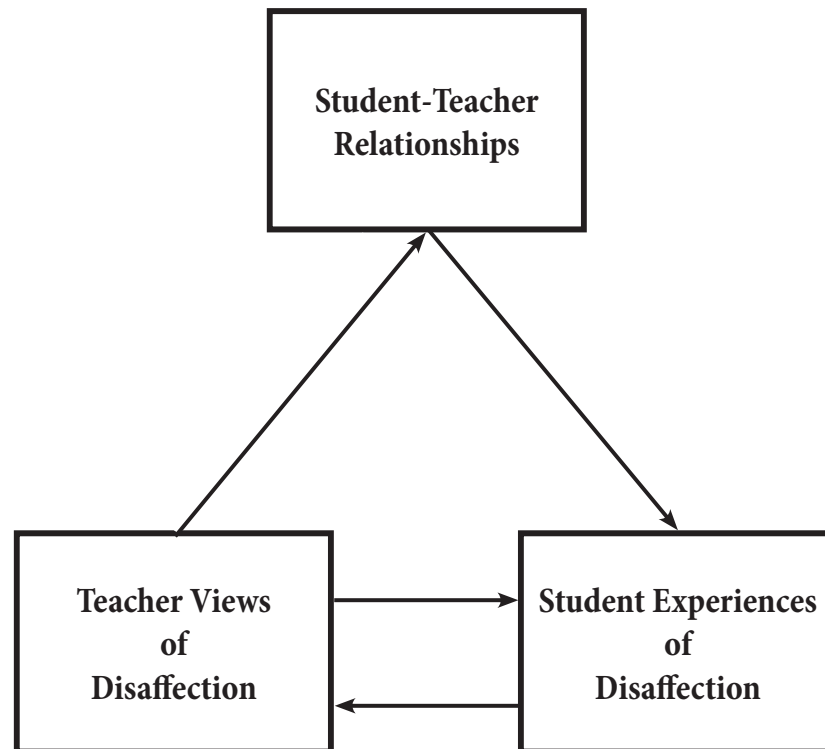 Student-Teacher
Relationships
Teacher Views
of
Disaffection
Student Experiences
of
Disaffection